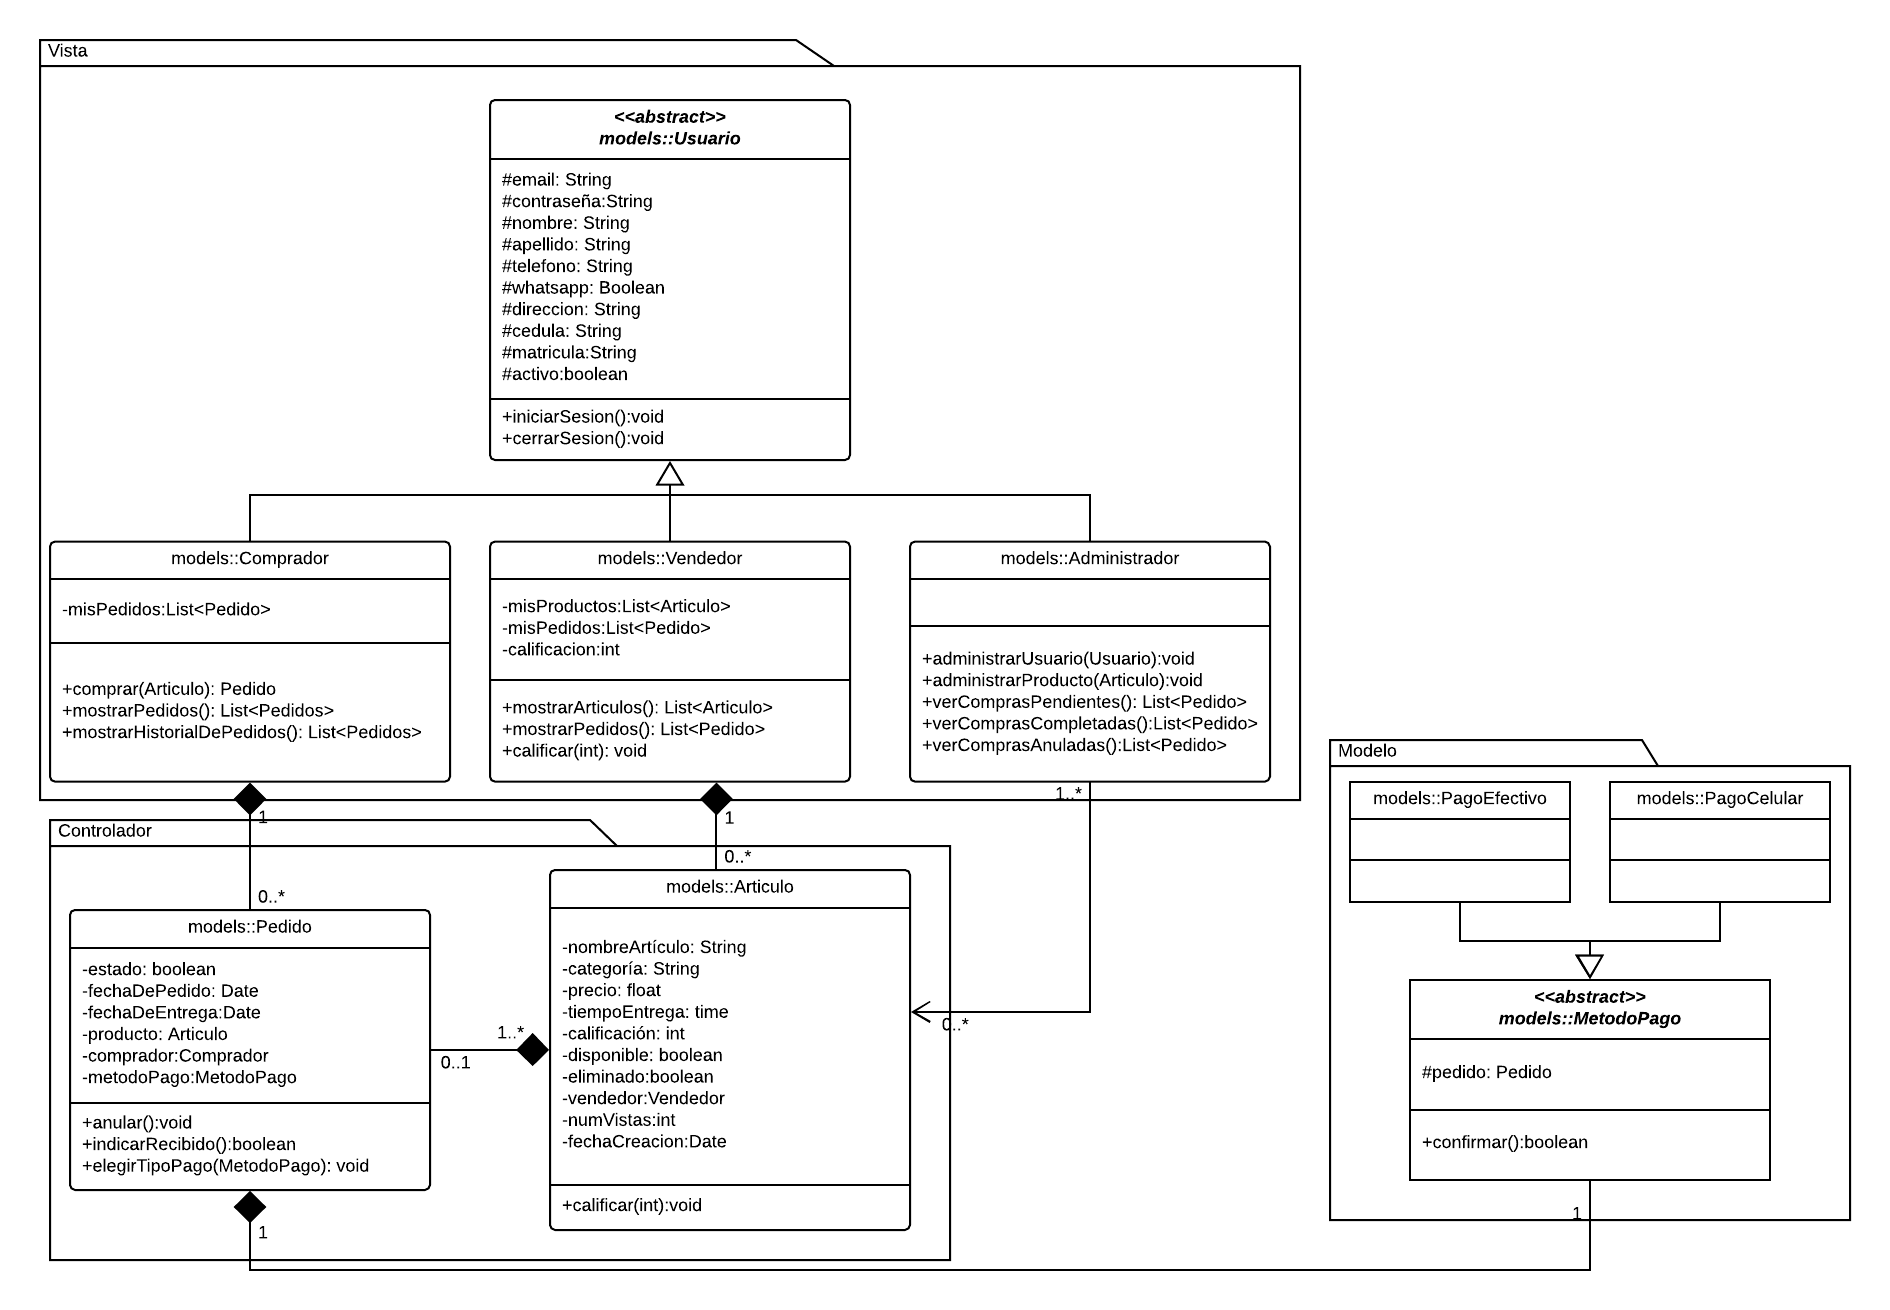 Vista
<<abstract>>
models::Usuario
#email: String
#contraseña:String
#nombre: String
#apellido: String
#telefono: String
#whatsapp: Boolean
#direccion: String
#cedula: String
#matricula:String
#activo:boolean
+iniciarSesion():void
+cerrarSesion():void
models::Comprador
-misPedidos:List<Pedido>
+comprar(Articulo): Pedido
+mostrarPedidos(): List<Pedidos>
+mostrarHistorialDePedidos(): List<Pedidos>
models::Vendedor
-misProductos:List<Articulo>
-misPedidos:List<Pedido>
-calificacion:int
+mostrarArticulos(): List<Articulo>
+mostrarPedidos(): List<Pedido>
+calificar(int): void
models::Administrador
+administrarUsuario(Usuario):void
+administrarProducto(Articulo):void
+verComprasPendientes(): List<Pedido>
+verComprasCompletadas():List<Pedido>
+verComprasAnuladas():List<Pedido>
1
1
1..*
Controlador
0..*
0..*
models::Pedido
-estado: boolean
-fechaDePedido: Date
-fechaDeEntrega:Date
-producto: Articulo
-comprador:Comprador
-metodoPago:MetodoPago
+anular():void
+indicarRecibido():boolean
+elegirTipoPago(MetodoPago): void
1..*
0..1
1
models::Articulo
-nombreArtículo: String
-categoría: String
-precio: float
-tiempoEntrega: time
-calificación: int
-disponible: boolean
-eliminado:boolean
-vendedor:Vendedor
-numVistas:int
-fechaCreacion:Date
+calificar(int):void
0..*
Modelo
models::PagoEfectivo
models::PagoCelular
<<abstract>>
models::MetodoPago
#pedido: Pedido
+confirmar():boolean
1